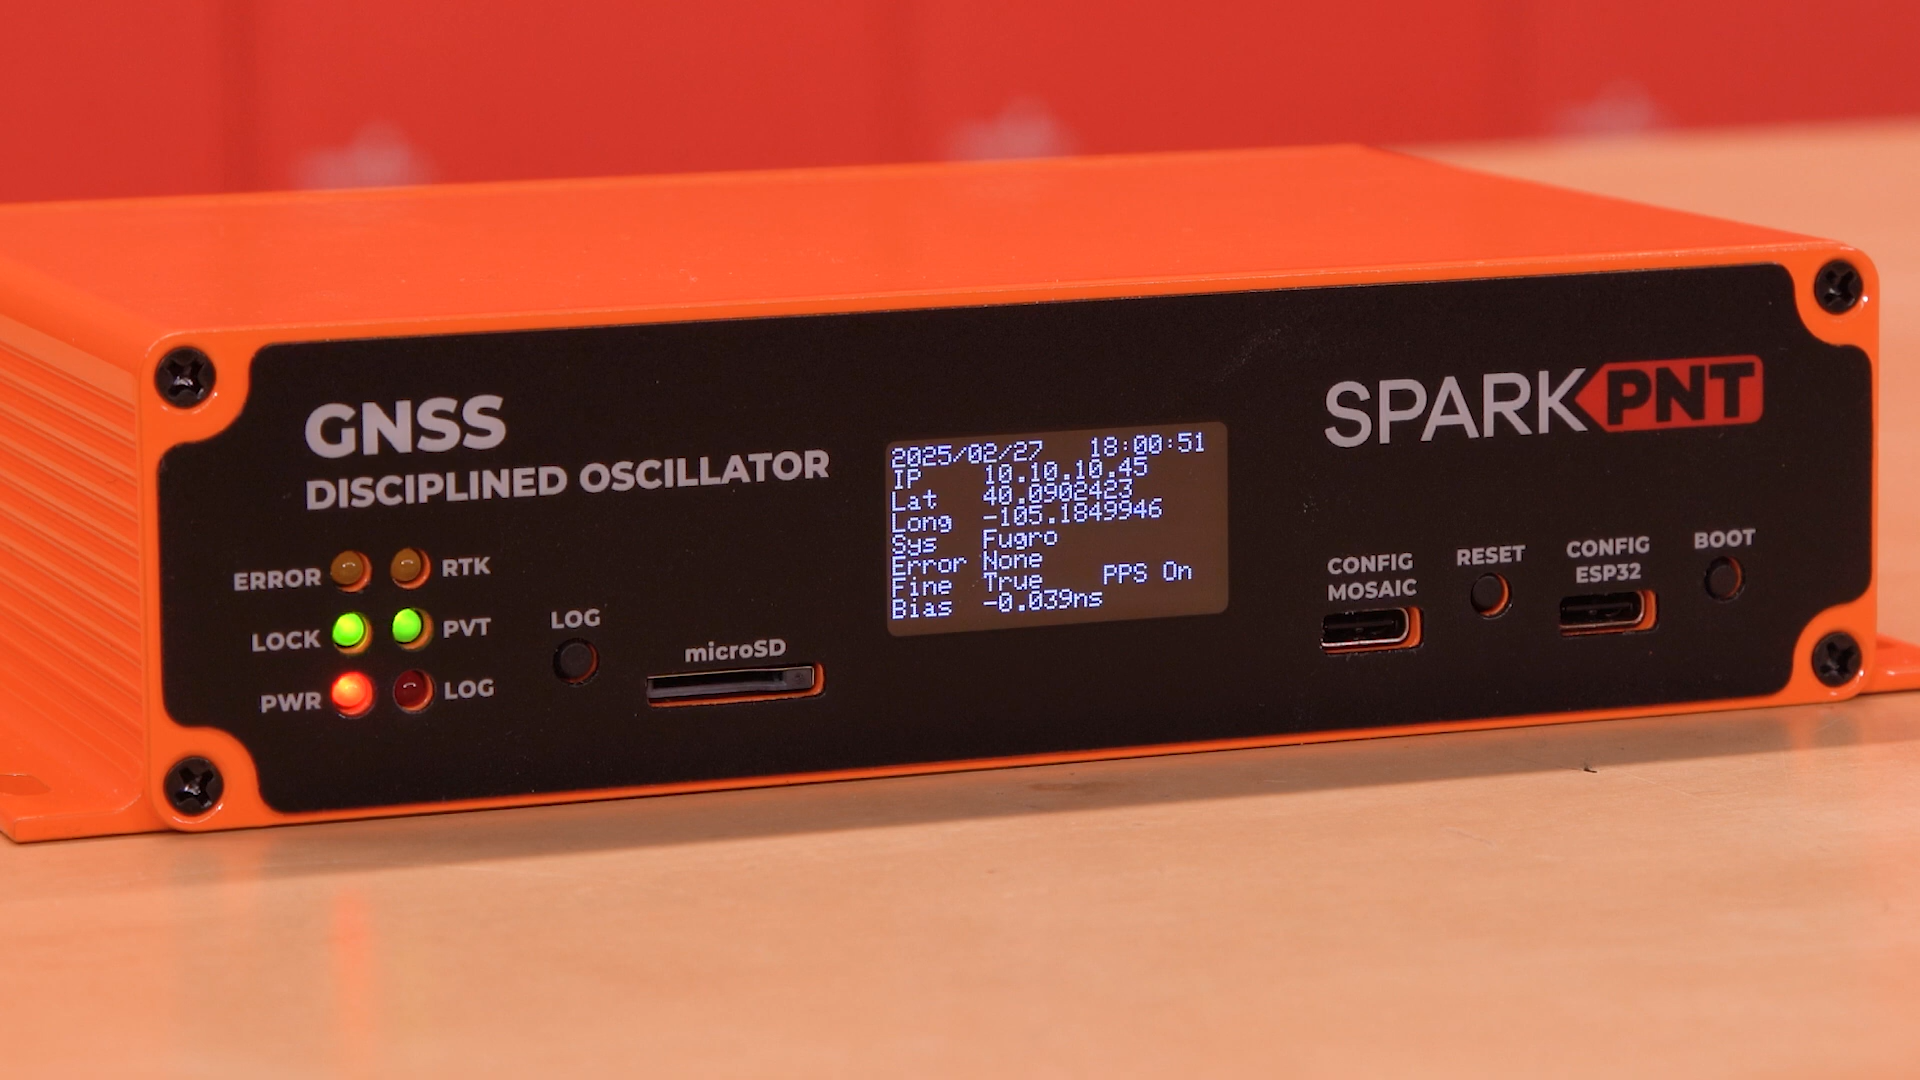 GNSS
DISCIPLINED OSCILLATOR
ERROR RTK
LOCK PVT
PWR LOG
LOG
microSD
2025/02/27 18:00:51
IP 10.10.10.45
Lat 40.0902423
Long -105.1849946
Sys Fugro
Error None
Fine True PPS On
Bias -0.039ns
SPARK PNT
CONFIG
MOSAIC
RESET
CONFIG
ESP32
BOOT